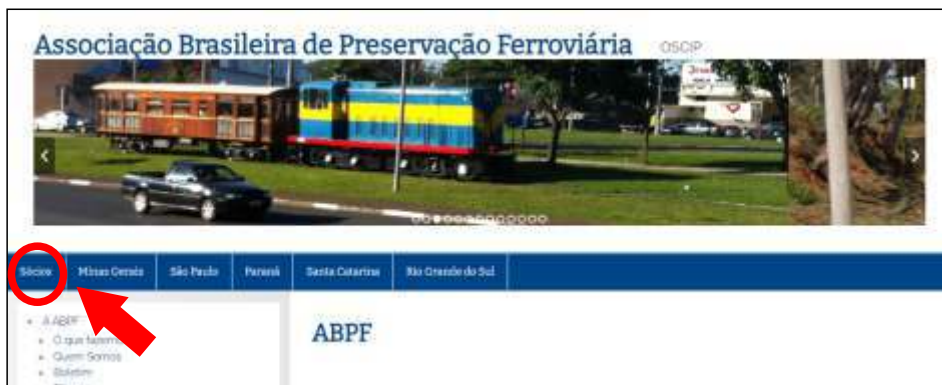 Associação Brasileira de Preservação Ferroviária OSCIP
Sócios Minas Gerais São Paulo Paraná Santa Catarina Rio Grande do Sul
A ABPF
O que fazemos
Quem Somos
Boletim
ABPF